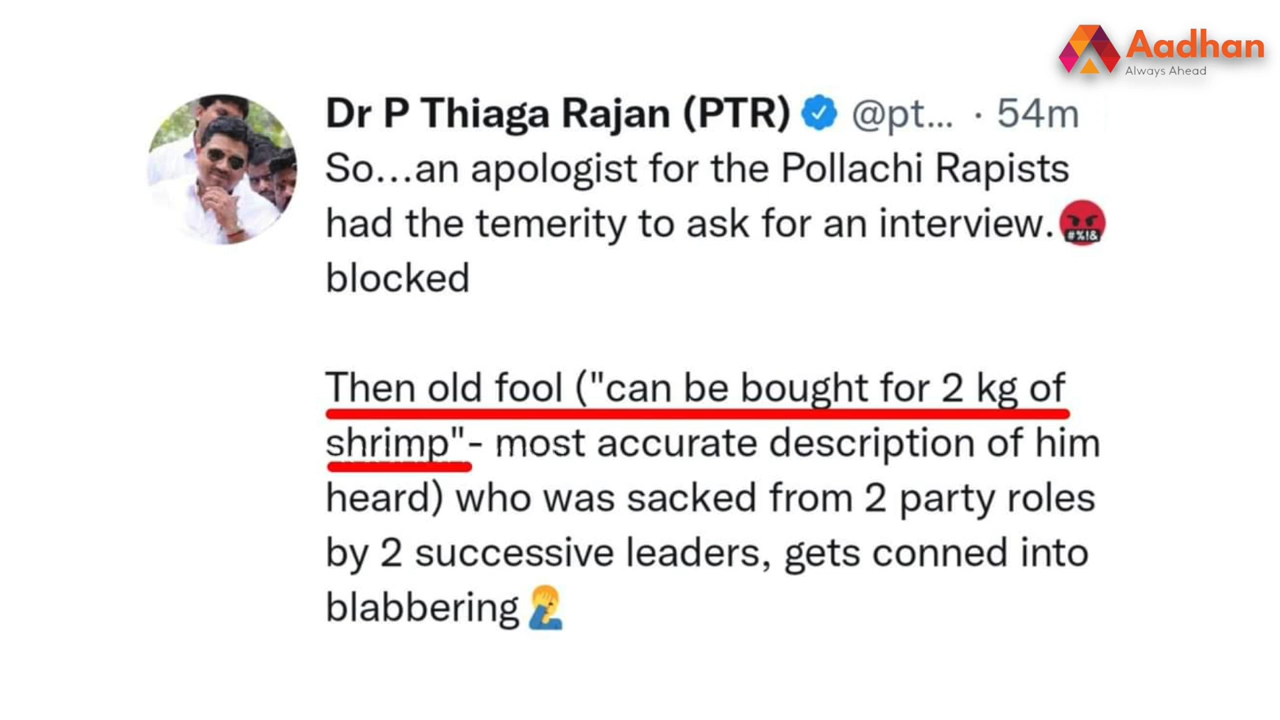 Aadhan
Always Ahead
Dr P Thiaga Rajan (PTR) @pt... · 54m
So...an apologist for the Pollachi Rapists
had the temerity to ask for an interview.🤬
blocked
Then old fool ("can be bought for 2 kg of
shrimp"- most accurate description of him
heard) who was sacked from 2 party roles
by 2 successive leaders, gets conned into
blabbering🤦‍♂️